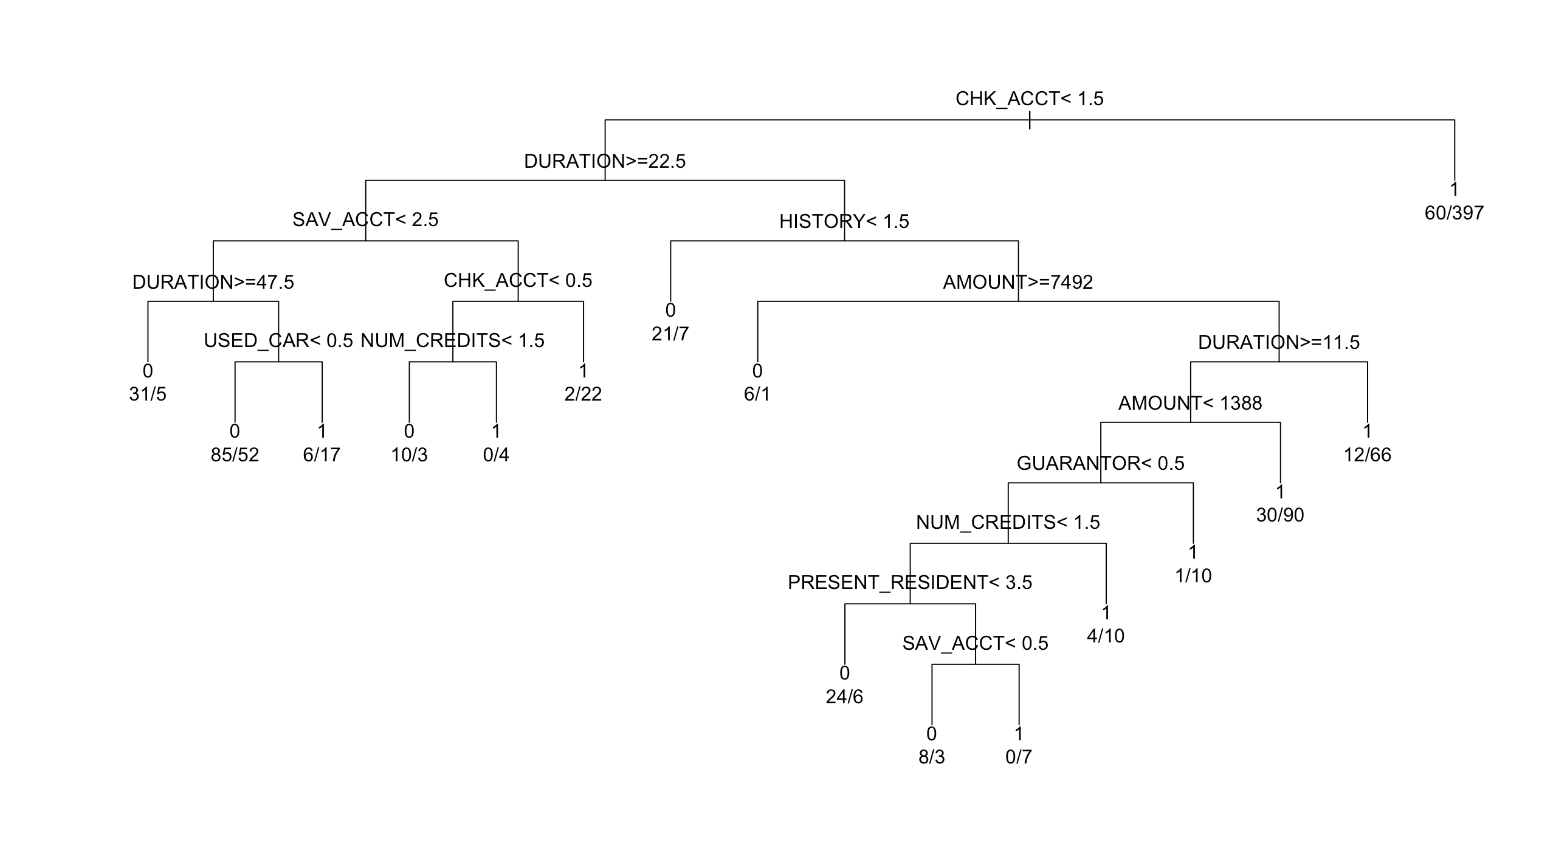 CHK_ACCT< 1.5
DURATION>=22.5
1
60/397
SAV_ACCT< 2.5
HISTORY< 1.5
DURATION>=47.5
CHK_ACCT< 0.5
AMOUNT>=7492
0
21/7
USED_CAR< 0.5
NUM_CREDITS< 1.5
DURATION>=11.5
0
31/5
1
2/22
0
6/1
AMOUNT< 1388
0
85/52
1
6/17
0
10/3
1
0/4
1
12/66
GUARANTOR< 0.5
1
30/90
NUM_CREDITS< 1.5
1
1/10
PRESENT_RESIDENT< 3.5
1
4/10
SAV_ACCT< 0.5
0
24/6
0
8/3
1
0/7